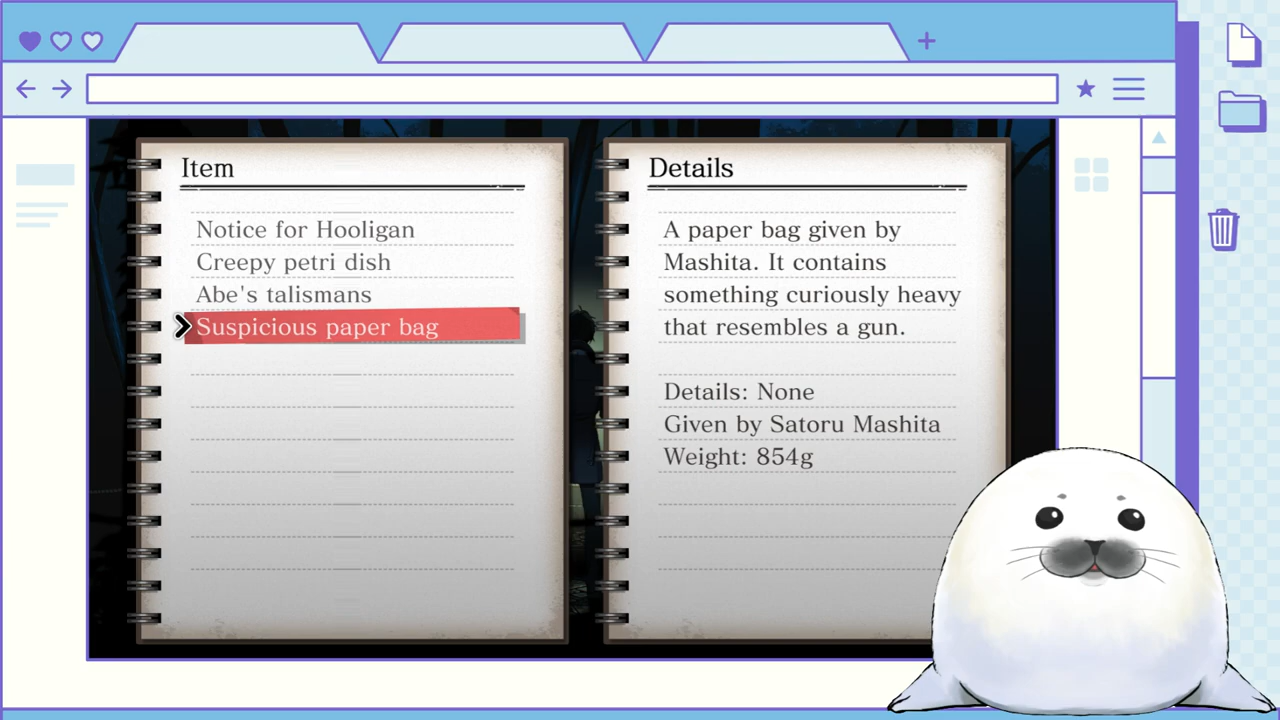 Item
Notice for Hooligan
Creepy petri dish
Abe's talismans
Suspicious paper bag
Details
A paper bag given by
Mashita. It contains
something curiously heavy
that resembles a gun.
Details: None
Given by Satoru Mashita
Weight: 854g